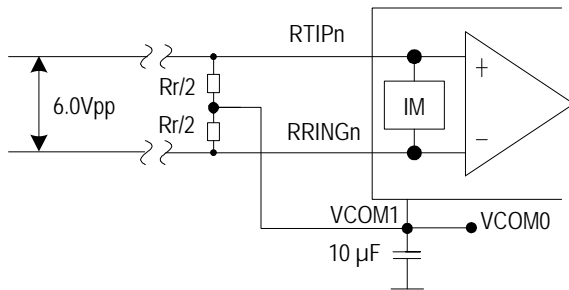 RTIPn
Rr/2
6.0Vpp
Rr/2
IM
+
−
RRINGn
VCOM1
VCOM0
10 µF